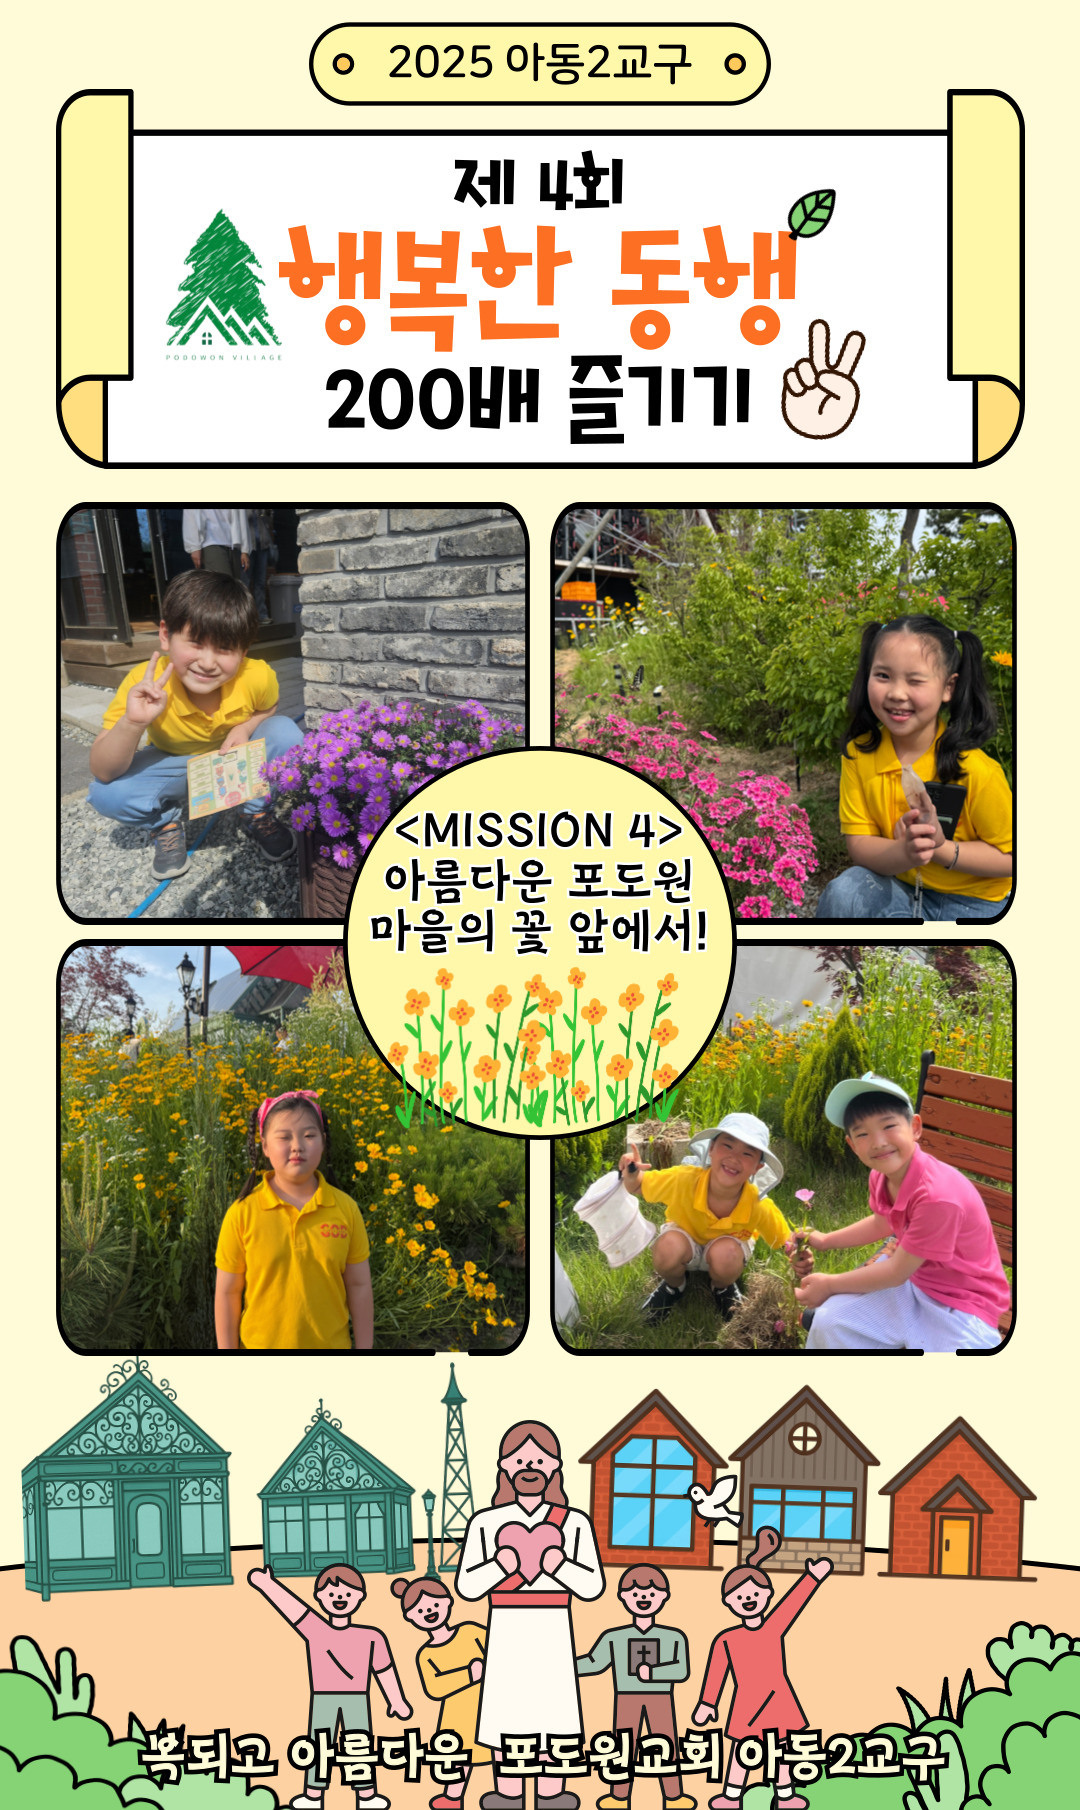 2025 아동2교구
제 4회
행복한 동행
200배 즐기기
PODOWON VILLAGE
<MISSION 4>
아름다운 포도원
마을의 꽃 앞에서!
GOD
복되고 아름다운 포도원교회 아동2교구